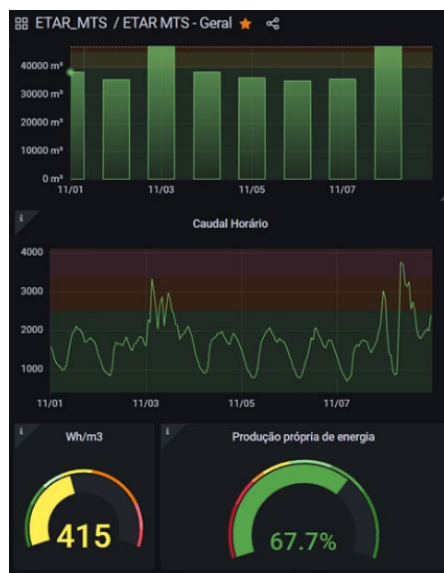 ETAR_MTS / ETAR MTS - Geral
40000 m³
30000 m³
20000 m³
10000 m³
0 m³
11/01 11/03 11/05 11/07
i
Caudal Horário
4000
3000
2000
1000
11/01 11/03 11/05 11/07
i
Wh/m3
415
i
Produção própria de energia
67.7%